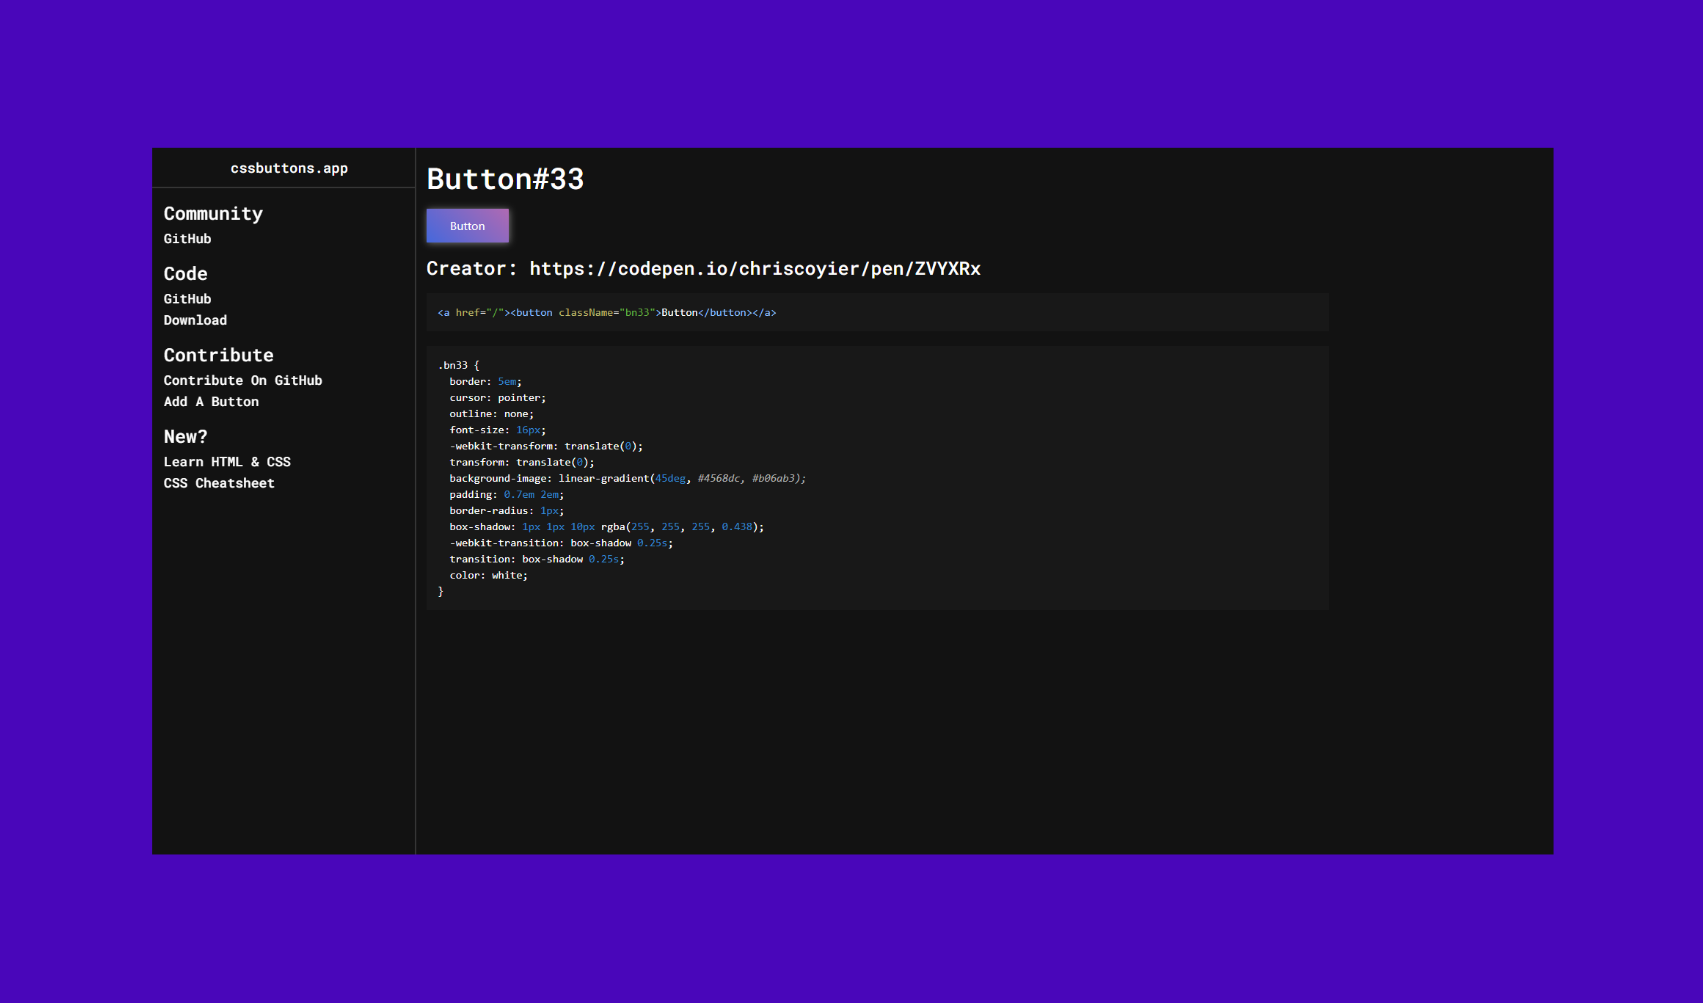 cssbuttons.app
Community
GitHub
Code
GitHub
Download
Contribute
Contribute On GitHub
Add A Button
New?
Learn HTML & CSS
CSS Cheatsheet
Button#33
Button
Creator: https://codepen.io/chriscoyier/pen/ZVYXRx
<a href="/"><button className="bn33">Button</button></a>
.bn33 {
  border: 5em;
  cursor: pointer;
  outline: none;
  font-size: 16px;
  -webkit-transform: translate(0);
  transform: translate(0);
  background-image: linear-gradient(45deg, #4568dc, #b06ab3);
  padding: 0.7em 2em;
  border-radius: 1px;
  box-shadow: 1px 1px 10px rgba(255, 255, 255, 0.438);
  -webkit-transition: box-shadow 0.25s;
  transition: box-shadow 0.25s;
  color: white;
}